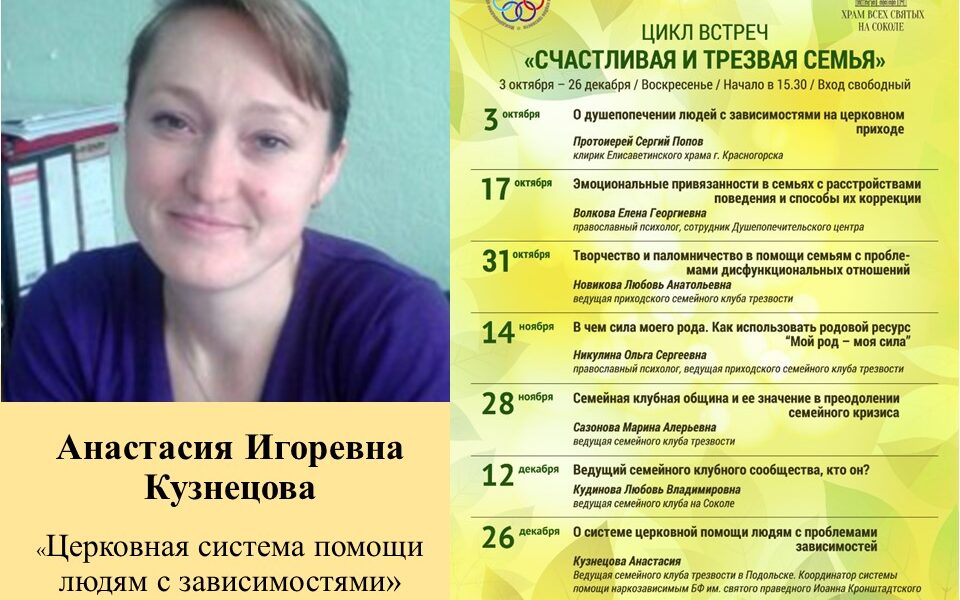 Анастасия Игоревна
Кузнецова
«Церковная система помощи
людям с зависимостями»
ХРАМ ВСЕХ СВЯТЫХ
НА СОКОЛЕ
ЦИКЛ ВСТРЕЧ
«СЧАСТЛИВАЯ И ТРЕЗВАЯ СЕМЬЯ»
3 октября – 26 декабря / Воскресенье / Начало в 15.30 / Вход свободный
3 октября
О душепопечении людей с зависимостями на церковном
приходе
Протоиерей Сергий Попов
клирик Елисаветинского храма г. Красногорска
17 октября
Эмоциональные привязанности в семьях с расстройствами
поведения и способы их коррекции
Волкова Елена Георгиевна
православный психолог, сотрудник Душепопечительского центра
31 октября
Творчество и паломничество в помощи семьям с пробле-
мами дисфункциональных отношений
Новикова Любовь Анатольевна
ведущая приходского семейного клуба трезвости
14 ноября
В чем сила моего рода. Как использовать родовой ресурс
“Мой род – моя сила”
Никулина Ольга Сергеевна
православный психолог, ведущая приходского семейного клуба трезвости
28 ноября
Семейная клубная община и ее значение в преодолении
семейного кризиса
Сазонова Марина Алерьевна
ведущая семейного клуба трезвости
12 декабря
Ведущий семейного клубного сообщества, кто он?
Кудинова Любовь Владимировна
ведущая семейного клуба на Соколе
26 декабря
О системе церковной помощи людям с проблемами
зависимостей
Кузнецова Анастасия
Ведущая семейного клуба трезвости в Подольске. Координатор системы
помощи наркозависимым БФ им. святого праведного Иоанна Кронштадтского